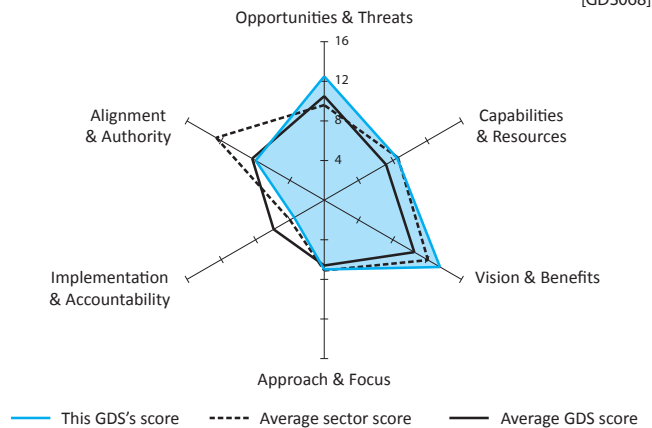 [GDS068]
Opportunities & Threats
16
12
8
4
Alignment
& Authority
Capabilities
& Resources
Implementation
& Accountability
Vision & Benefits
Approach & Focus
This GDS's score
Average sector score
Average GDS score